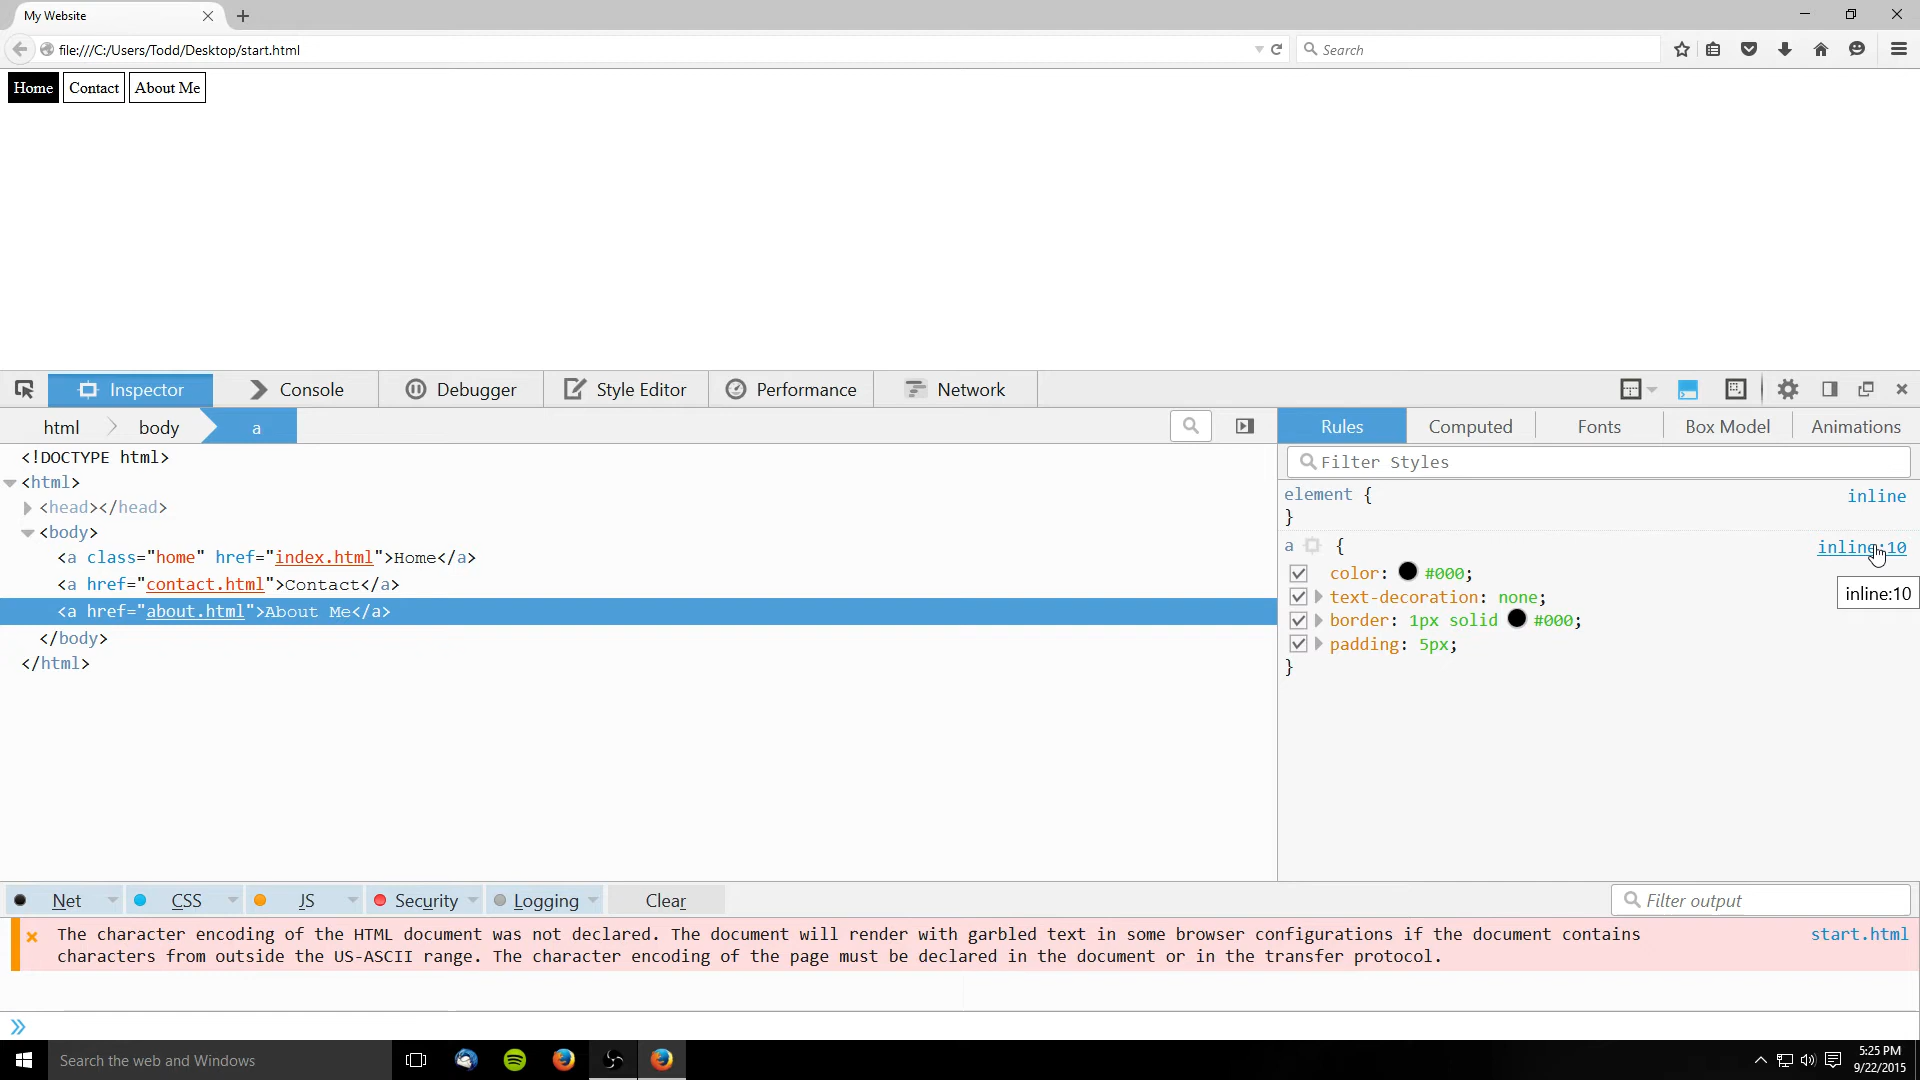 My Website
file:///C:/Users/Todd/Desktop/start.html
Search
Home Contact About Me
Inspector Console Debugger Style Editor Performance Network
html body a
Rules Computed Fonts Box Model Animations
<!DOCTYPE html>
<html>
<head></head>
<body>
<a class="home" href="index.html">Home</a>
<a href="contact.html">Contact</a>
<a href="about.html">About Me</a>
</body>
</html>
Filter Styles
element { inline
}
a { inline:10
color: #000;
inline:10
text-decoration: none;
border: 1px solid #000;
padding: 5px;
}
Net CSS JS Security Logging Clear Filter output
The character encoding of the HTML document was not declared. The document will render with garbled text in some browser configurations if the document contains start.html
characters from outside the US-ASCII range. The character encoding of the page must be declared in the document or in the transfer protocol.
Search the web and Windows
5:25 PM
9/22/2015